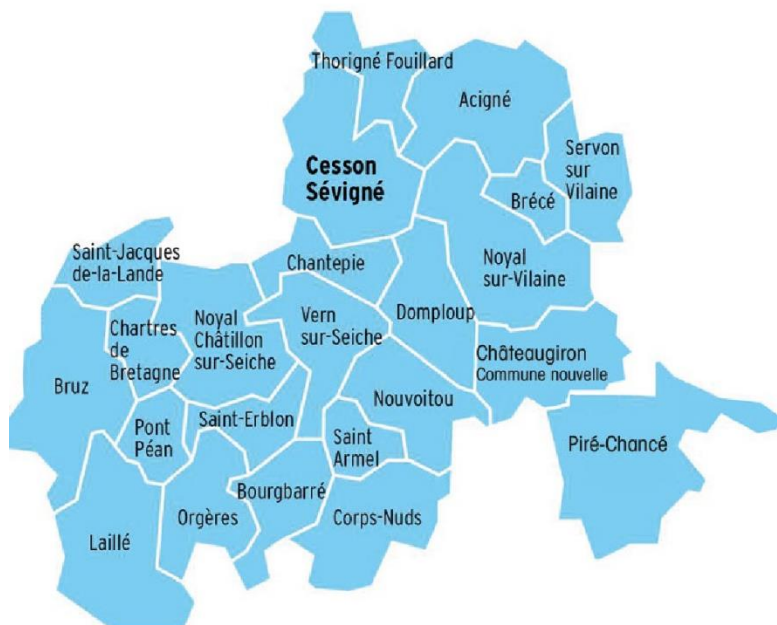 Thorigné Fouillard
Acigné
Cesson
Sévigné
Servon
sur
Vilaine
Brécé
Saint-Jacques
de-la-Lande
Chantepie
Noyal
sur-Vilaine
Chartres
de
Bretagne
Noyal
Châtillon
sur-Seiche
Vern
sur-Seiche
Domploup
Châteaugiron
Commune nouvelle
Bruz
Nouvoitou
Pont
Péan
Saint-Erblon
Saint
Armel
Piré-Chancé
Bourgbarré
Orgères
Corps-Nuds
Laillé